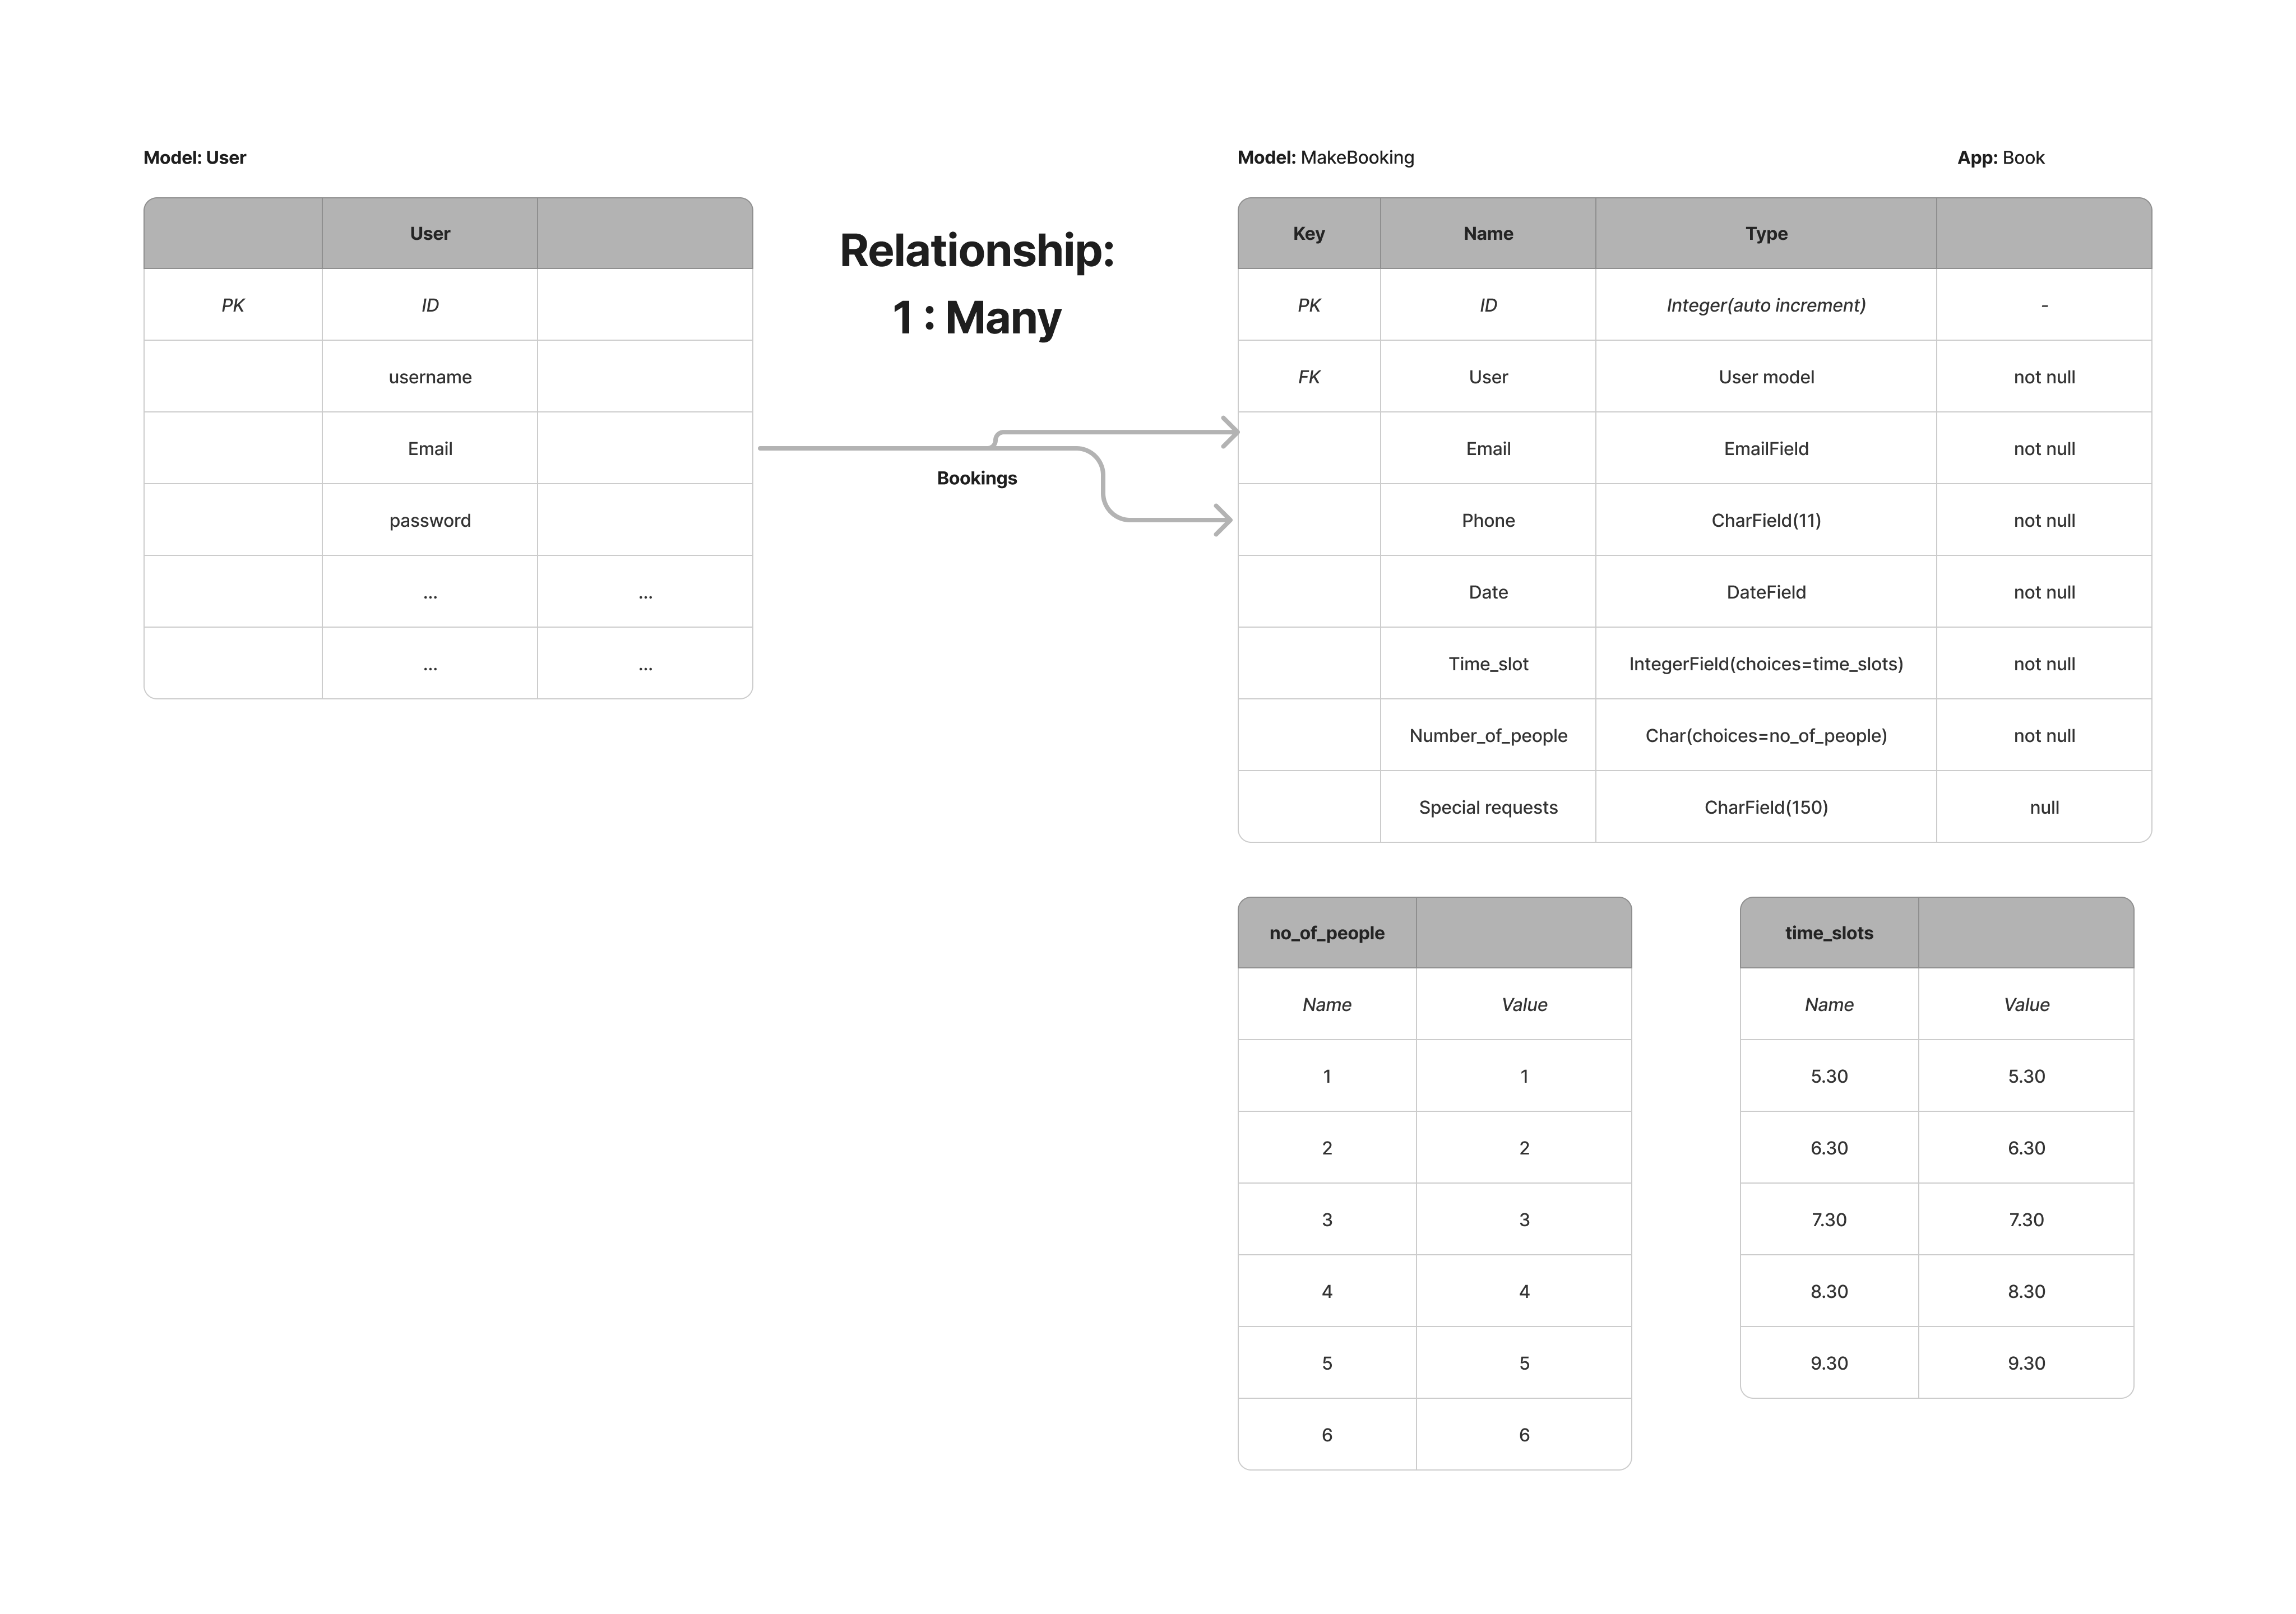 Model: User
User
PK ID
username
Email
password
... ...
... ...
Relationship:
1 : Many
Bookings
Model: MakeBooking App: Book
Key Name Type
PK ID Integer(auto increment) -
FK User User model not null
Email EmailField not null
Phone CharField(11) not null
Date DateField not null
Time_slot IntegerField(choices=time_slots) not null
Number_of_people Char(choices=no_of_people) not null
Special requests CharField(150) null
no_of_people
Name Value
1 1
2 2
3 3
4 4
5 5
6 6
time_slots
Name Value
5.30 5.30
6.30 6.30
7.30 7.30
8.30 8.30
9.30 9.30